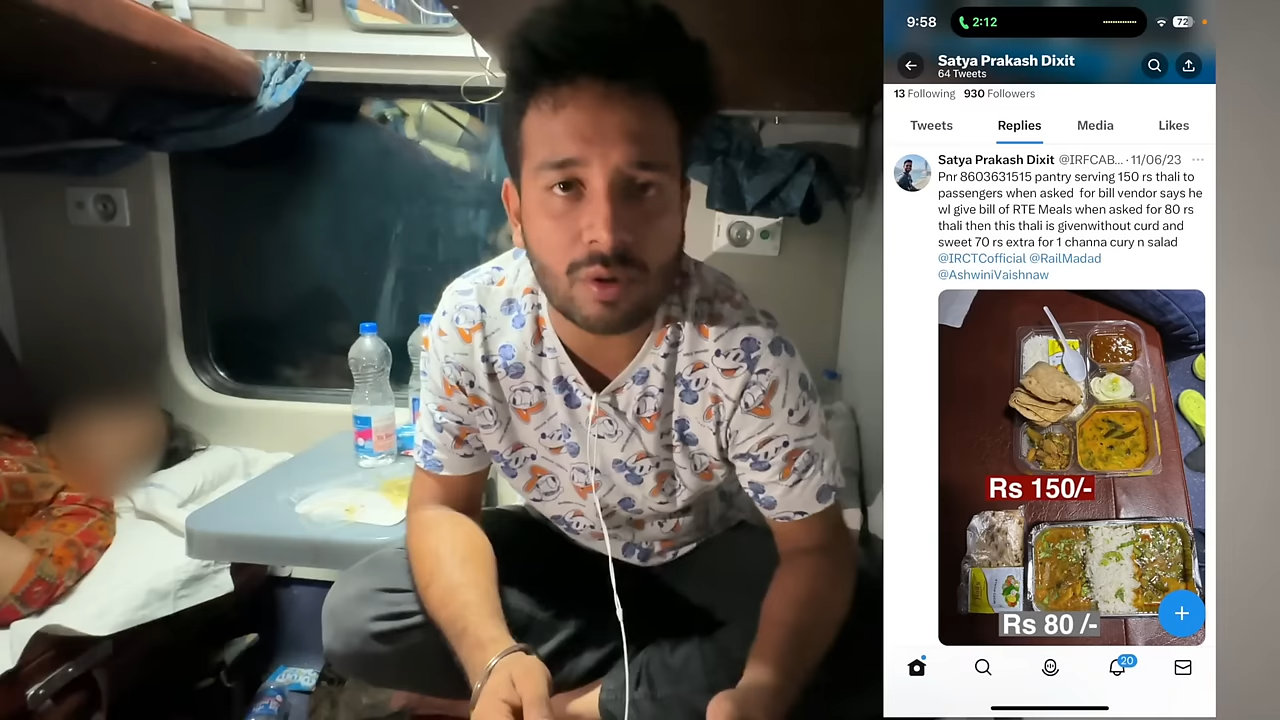 9:58
2:12
72
Satya Prakash Dixit
64 Tweets
13 Following 930 Followers
Tweets Replies Media Likes
Satya Prakash Dixit @IRFCAB... · 11/06/23 ...
Pnr 8603631515 pantry serving 150 rs thali to
passengers when asked for bill vendor says he
wl give bill of RTE Meals when asked for 80 rs
thali then this thali is givenwithout curd and
sweet 70 rs extra for 1 channa cury n salad
@IRCTCofficial @RailMadad
@AshwiniVaishnaw
Rs 150/-
Rs 80 /-
20